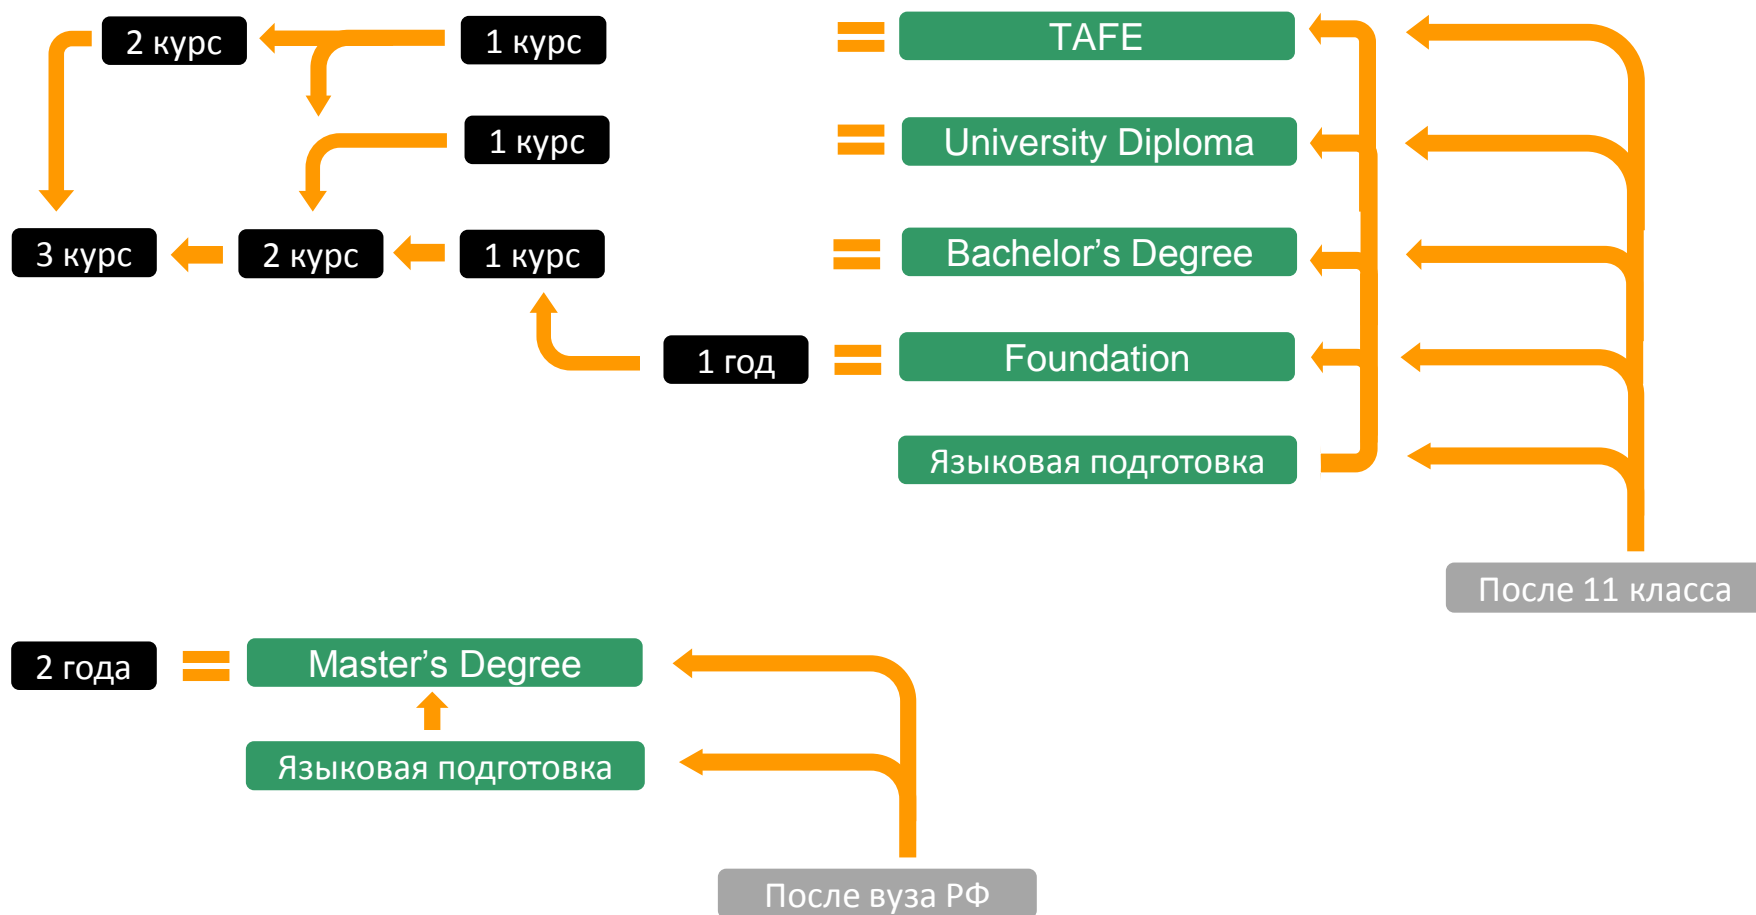 2 курс
1 курс
TAFE
1 курс
University Diploma
3 курс
2 курс
1 курс
Bachelor’s Degree
1 год
Foundation
Языковая подготовка
После 11 класса
2 года
Master’s Degree
Языковая подготовка
После вуза РФ